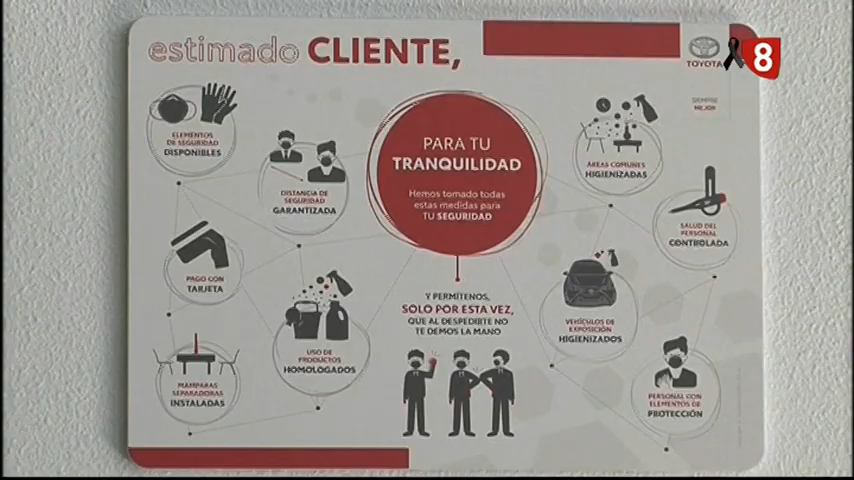 estimado CLIENTE,
TOYOTA
8
SIEMPRE
MEJOR
ELEMENTOS
DE SEGURIDAD
DISPONIBLES
DISTANCIA DE
SEGURIDAD
GARANTIZADA
PARA TU
TRANQUILIDAD
Hemos tomado todas
estas medidas para
TU SEGURIDAD
ÁREAS COMUNES
HIGIENIZADAS
SALUD DEL
PERSONAL
CONTROLADA
PAGO CON
TARJETA
USO DE
PRODUCTOS
HOMOLOGADOS
Y PERMÍTENOS,
SOLO POR ESTA VEZ,
QUE AL DESPEDIRTE NO
TE DEMOS LA MANO
VEHÍCULOS DE
EXPOSICIÓN
HIGIENIZADOS
MAMPARAS
SEPARADORAS
INSTALADAS
PERSONAL CON
ELEMENTOS DE
PROTECCIÓN